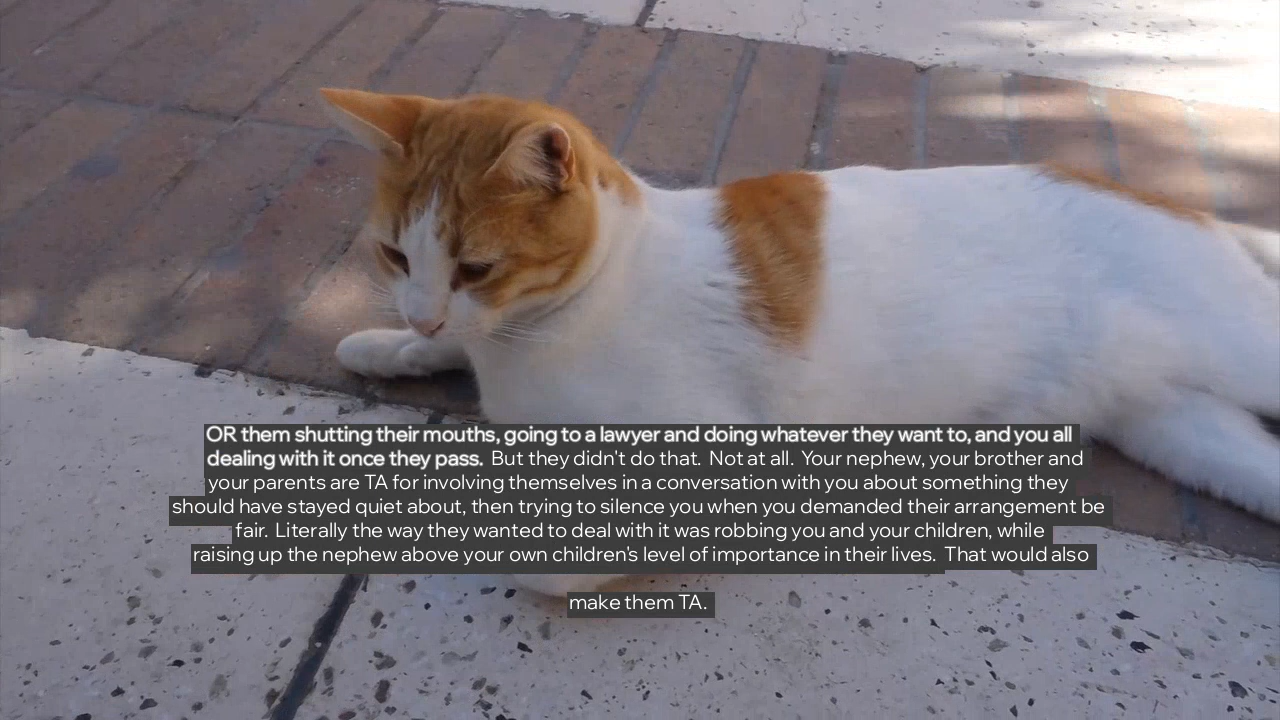 OR them shutting their mouths, going to a lawyer and doing whatever they want to, and you all
dealing with it once they pass. But they didn't do that. Not at all. Your nephew, your brother and
your parents are TA for involving themselves in a conversation with you about something they
should have stayed quiet about, then trying to silence you when you demanded their arrangement be
fair. Literally the way they wanted to deal with it was robbing you and your children, while
raising up the nephew above your own children's level of importance in their lives. That would also
make them TA.